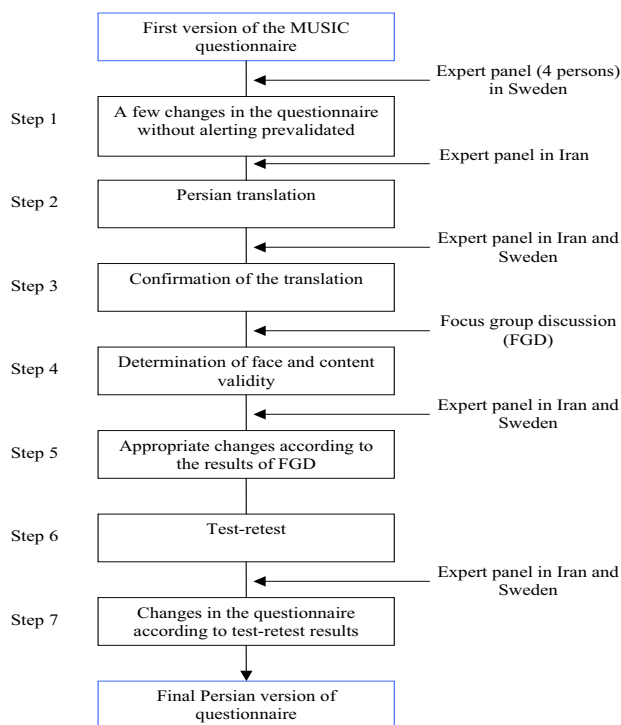 First version of the MUSIC
questionnaire
Expert panel (4 persons)
in Sweden
Step 1
A few changes in the questionnaire
without alerting prevalidated
Expert panel in Iran
Step 2
Persian translation
Expert panel in Iran and
Sweden
Step 3
Confirmation of the translation
Focus group discussion
(FGD)
Step 4
Determination of face and content
validity
Expert panel in Iran and
Sweden
Step 5
Appropriate changes according to
the results of FGD
Step 6
Test-retest
Expert panel in Iran and
Sweden
Step 7
Changes in the questionnaire
according to test-retest results
Final Persian version of
questionnaire